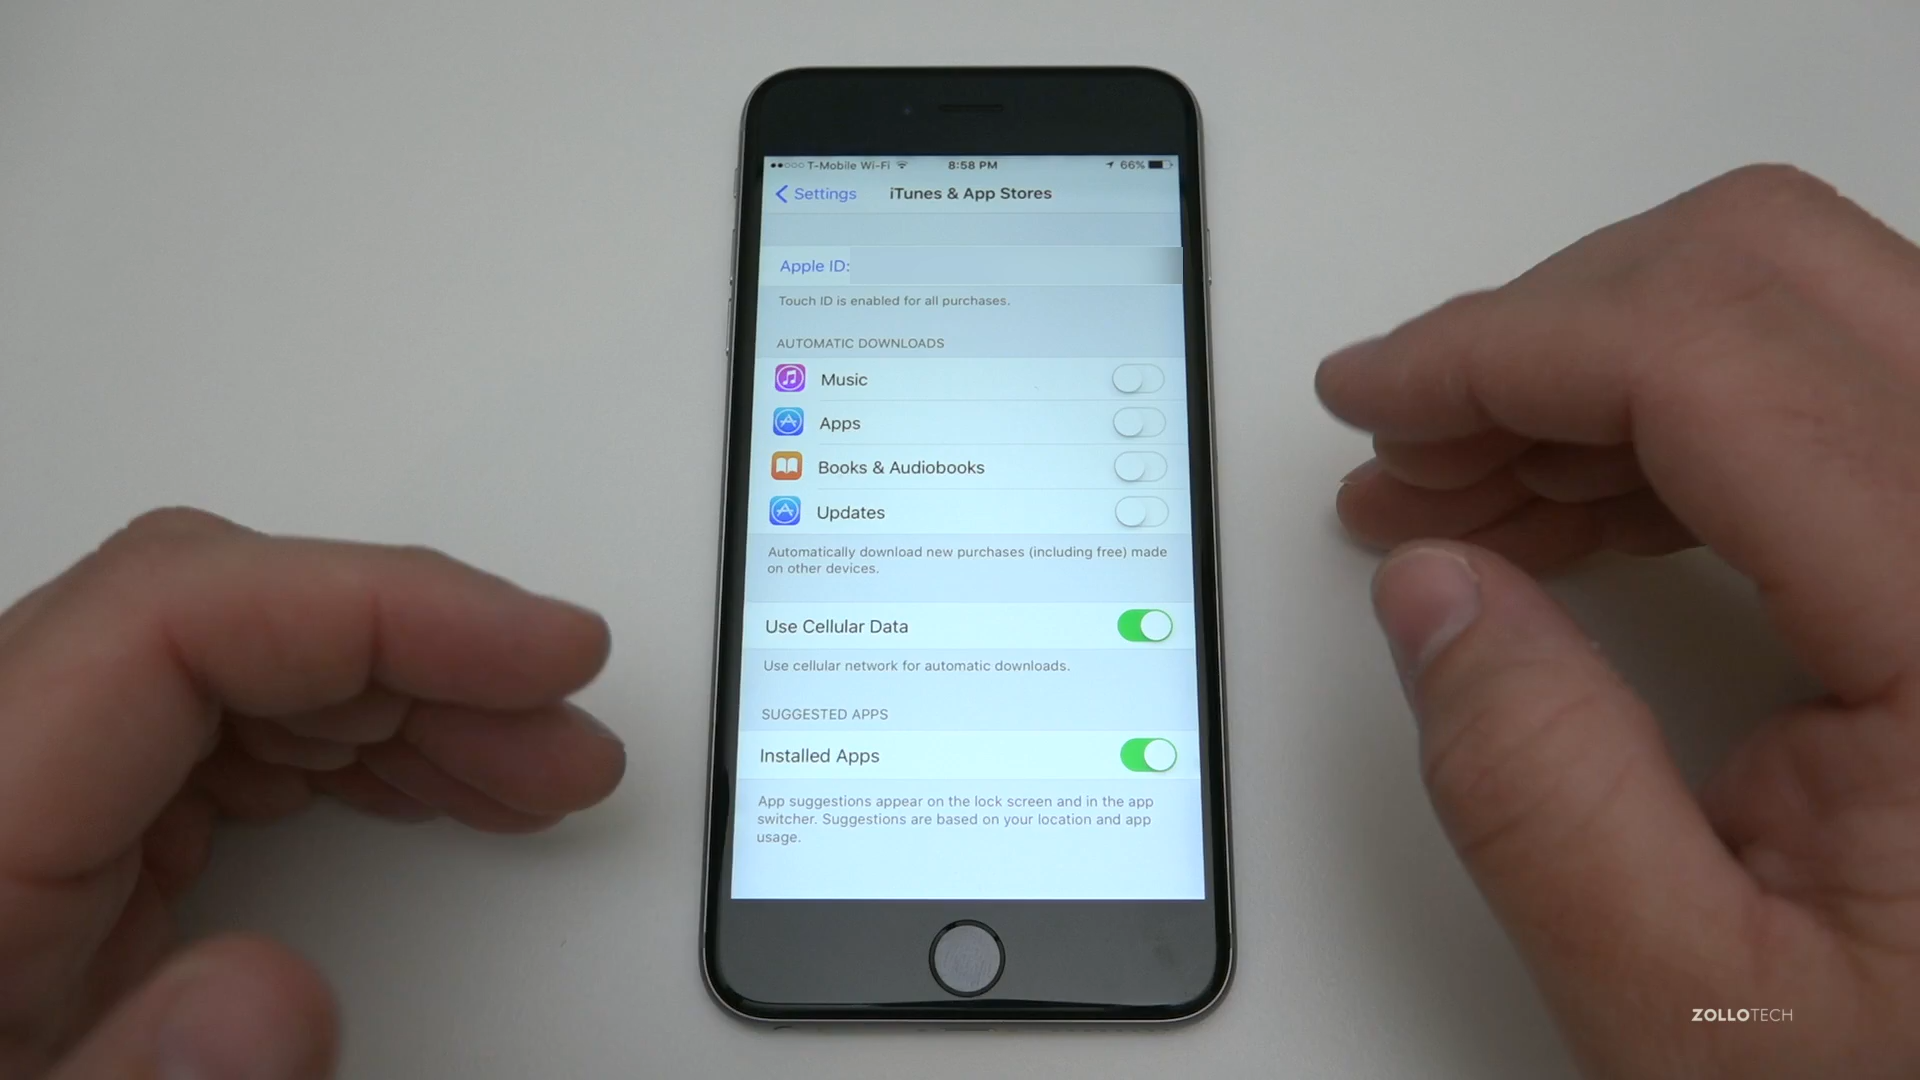 T-Mobile Wi-Fi 8:58 PM 66%
Settings iTunes & App Stores
Apple ID:
Touch ID is enabled for all purchases.
AUTOMATIC DOWNLOADS
Music
Apps
Books & Audiobooks
Updates
Automatically download new purchases (including free) made
on other devices.
Use Cellular Data
Use cellular network for automatic downloads.
SUGGESTED APPS
Installed Apps
App suggestions appear on the lock screen and in the app
switcher. Suggestions are based on your location and app
usage.
ZOLLOTECH